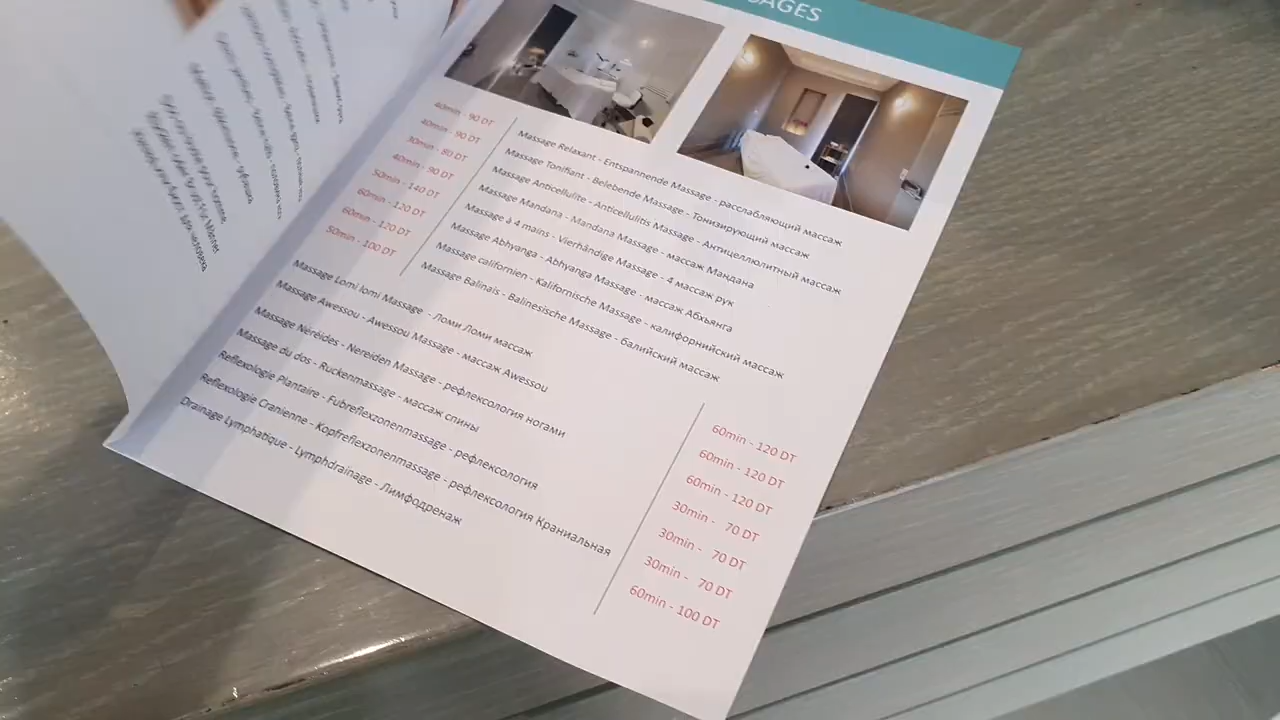 SAGES
40min - 90 DT
40min - 90 DT
30min - 80 DT
40min - 90 DT
50min - 140 DT
60min - 120 DT
60min - 120 DT
50min - 100 DT
Massage Relaxant - Entspannende Massage - расслабляющий массаж
Massage Tonifiant - Belebende Massage - Тонизирующий массаж
Massage Anticellulite - Anticellulitis Massage - Антицеллюлитный массаж
Massage Mandana - Mandana Massage - массаж Мандана
Massage à 4 mains - Vierhändige Massage - 4 массаж рук
Massage Abhyanga - Abhyanga Massage - массаж Абхьянга
Massage californien - Kalifornische Massage - калифорнийский массаж
Massage Balinais - Balinesische Massage - балийский массаж
Massage Lomi lomi Massage - Ломи Ломи массаж
Massage Awessou - Awessou Massage - массаж Awessou
Massage Néréides - Nereiden Massage - рефлексология ногами
Massage du dos - Ruckenmassage - массаж спины
Reflexologie Plantaire - Fubreflexzonenmassage - рефлексология
Reflexologie Cranienne - Kopfreflexzonenmassage - рефлексология Краниальная
Drainage Lymphatique - Lymphdrainage - Лимфодренаж
60min - 120 DT
60min - 120 DT
60min - 120 DT
30min - 70 DT
30min - 70 DT
30min - 70 DT
60min - 100 DT